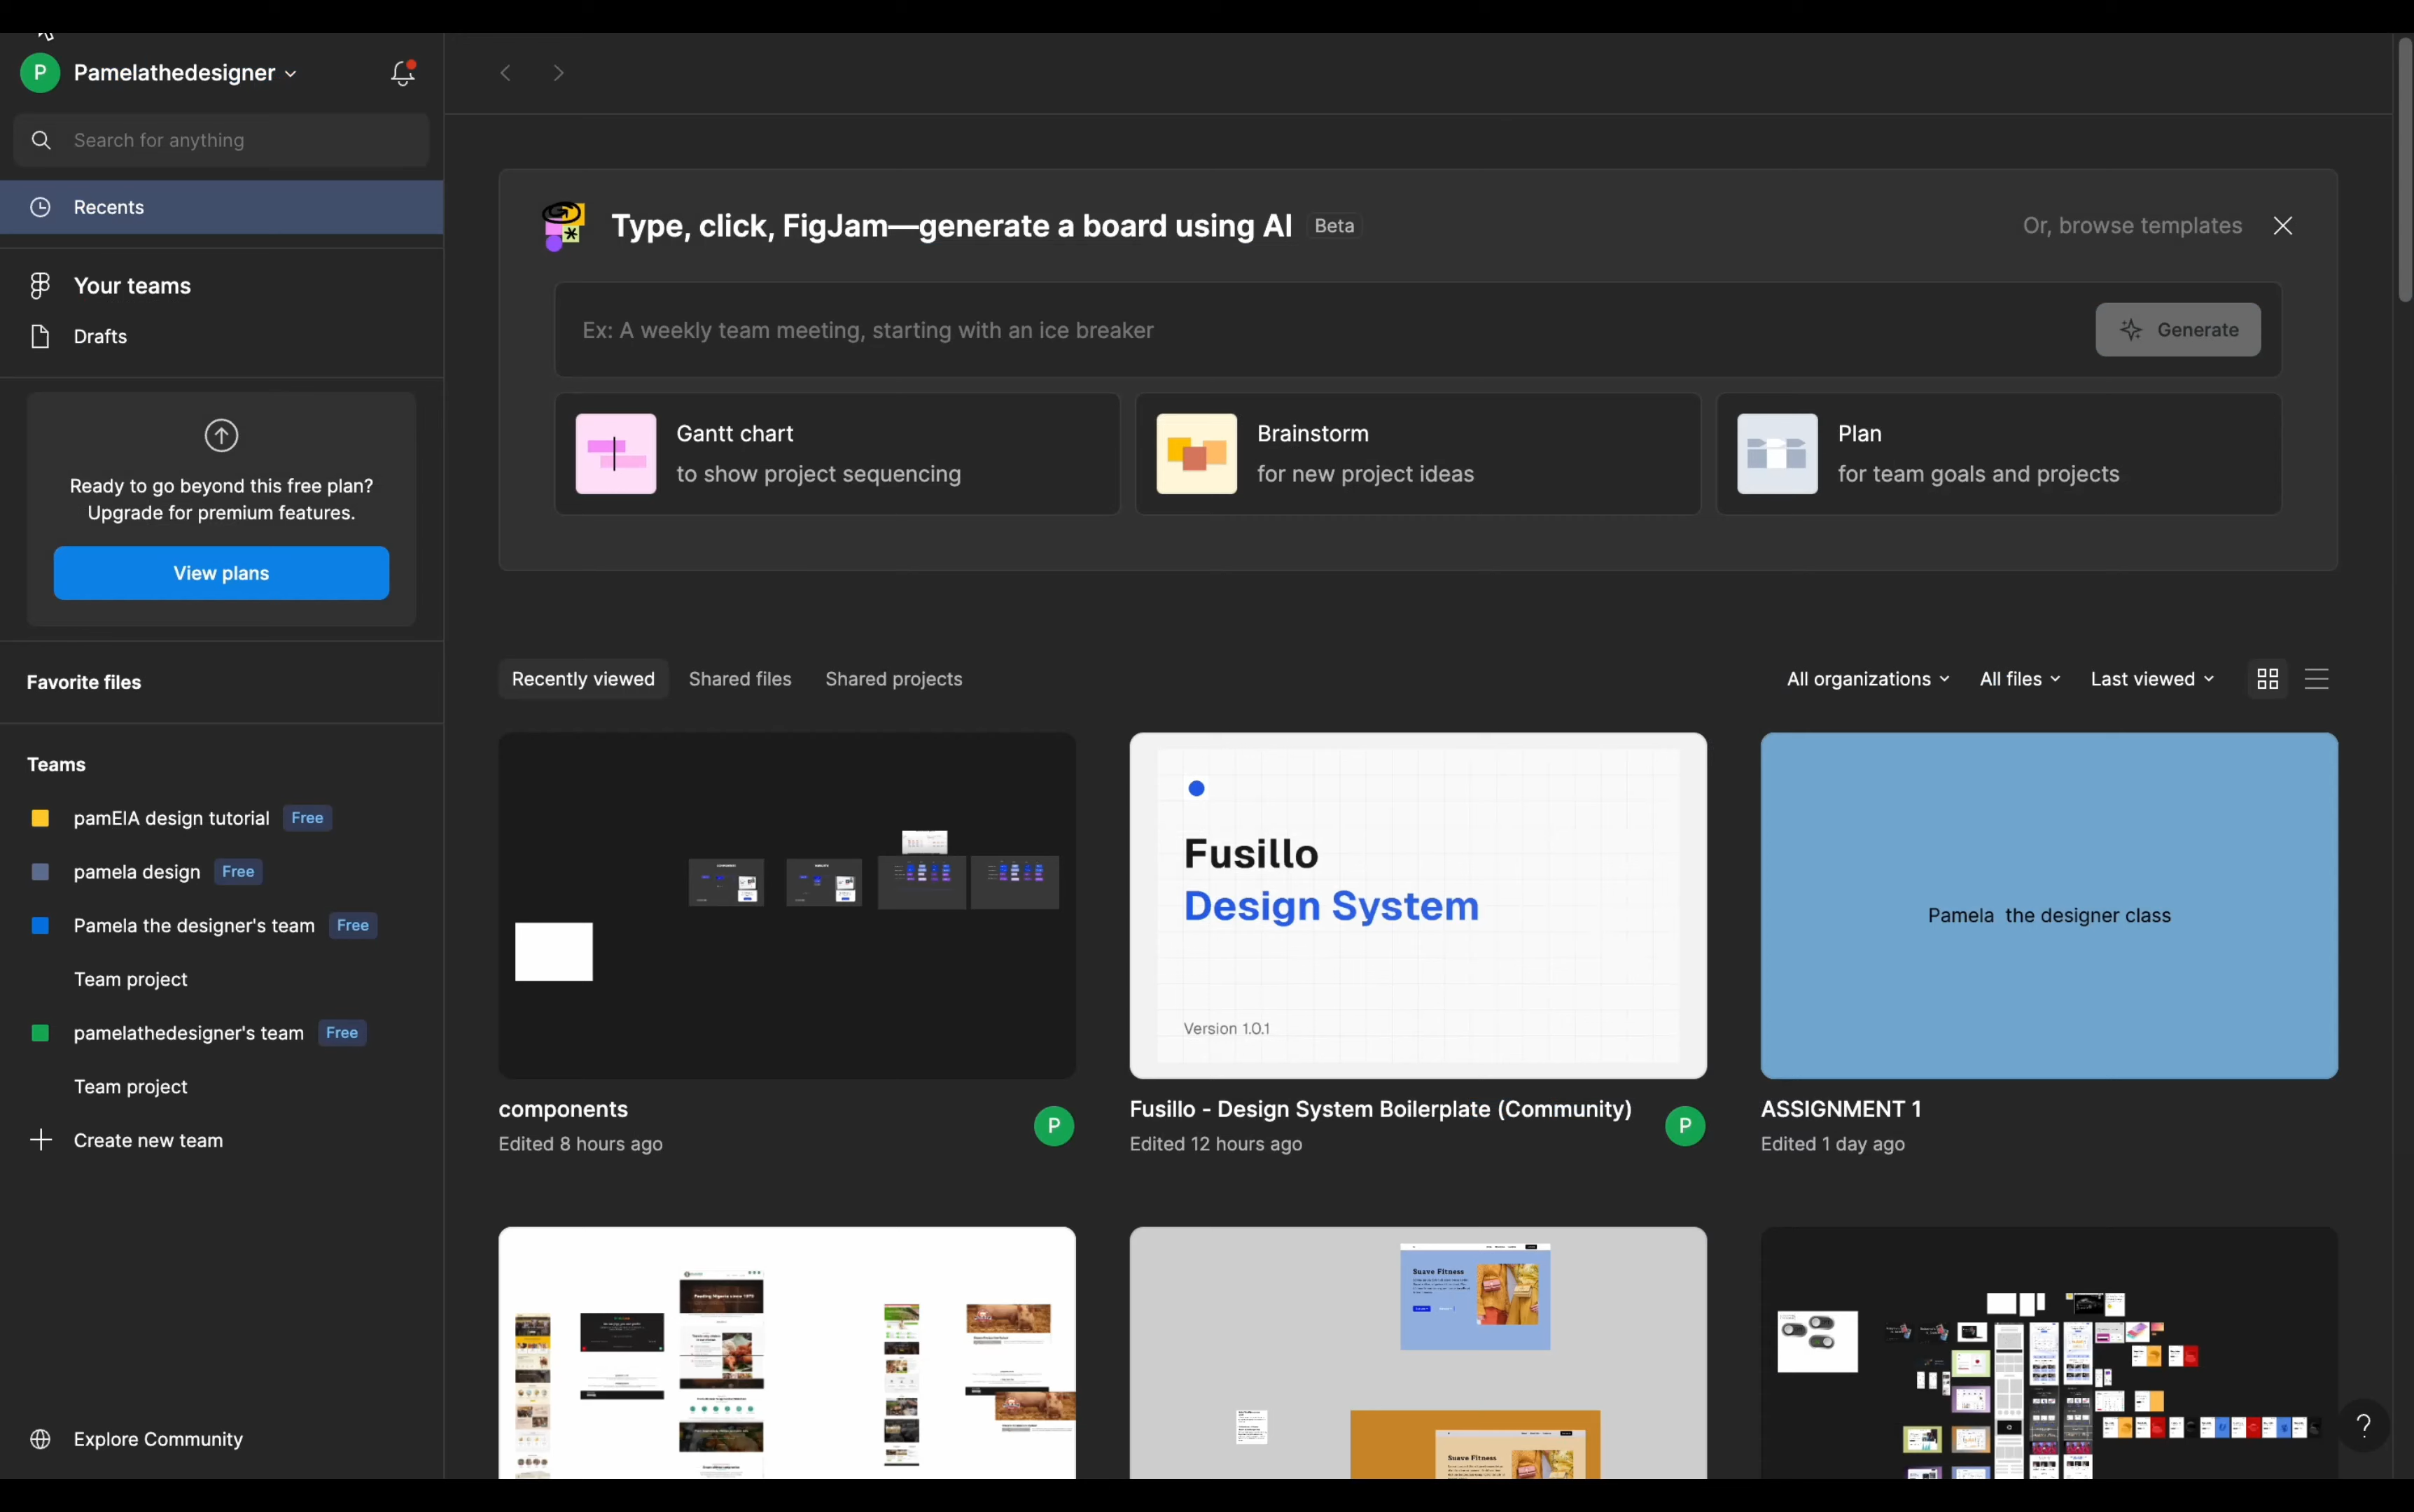 P Pamelathedesigner
Search for anything
Recents
Your teams
Drafts
Ready to go beyond this free plan?
Upgrade for premium features.
View plans
Favorite files
Teams
pamEIA design tutorial Free
pamela design Free
Pamela the designer's team Free
Team project
pamelathedesigner's team Free
Team project
Create new team
Explore Community
Type, click, FigJam—generate a board using AI Beta
Or, browse templates
Ex: A weekly team meeting, starting with an ice breaker
Generate
Gantt chart
to show project sequencing
Brainstorm
for new project ideas
Plan
for team goals and projects
Recently viewed Shared files Shared projects
All organizations All files Last viewed
Fusillo
Design System
Version 1.0.1
Pamela the designer class
components
Edited 8 hours ago
P
Fusillo - Design System Boilerplate (Community)
Edited 12 hours ago
P
ASSIGNMENT 1
Edited 1 day ago
Feeding Nigeria since 1970
Suave Fitness
Suave Fitness
?